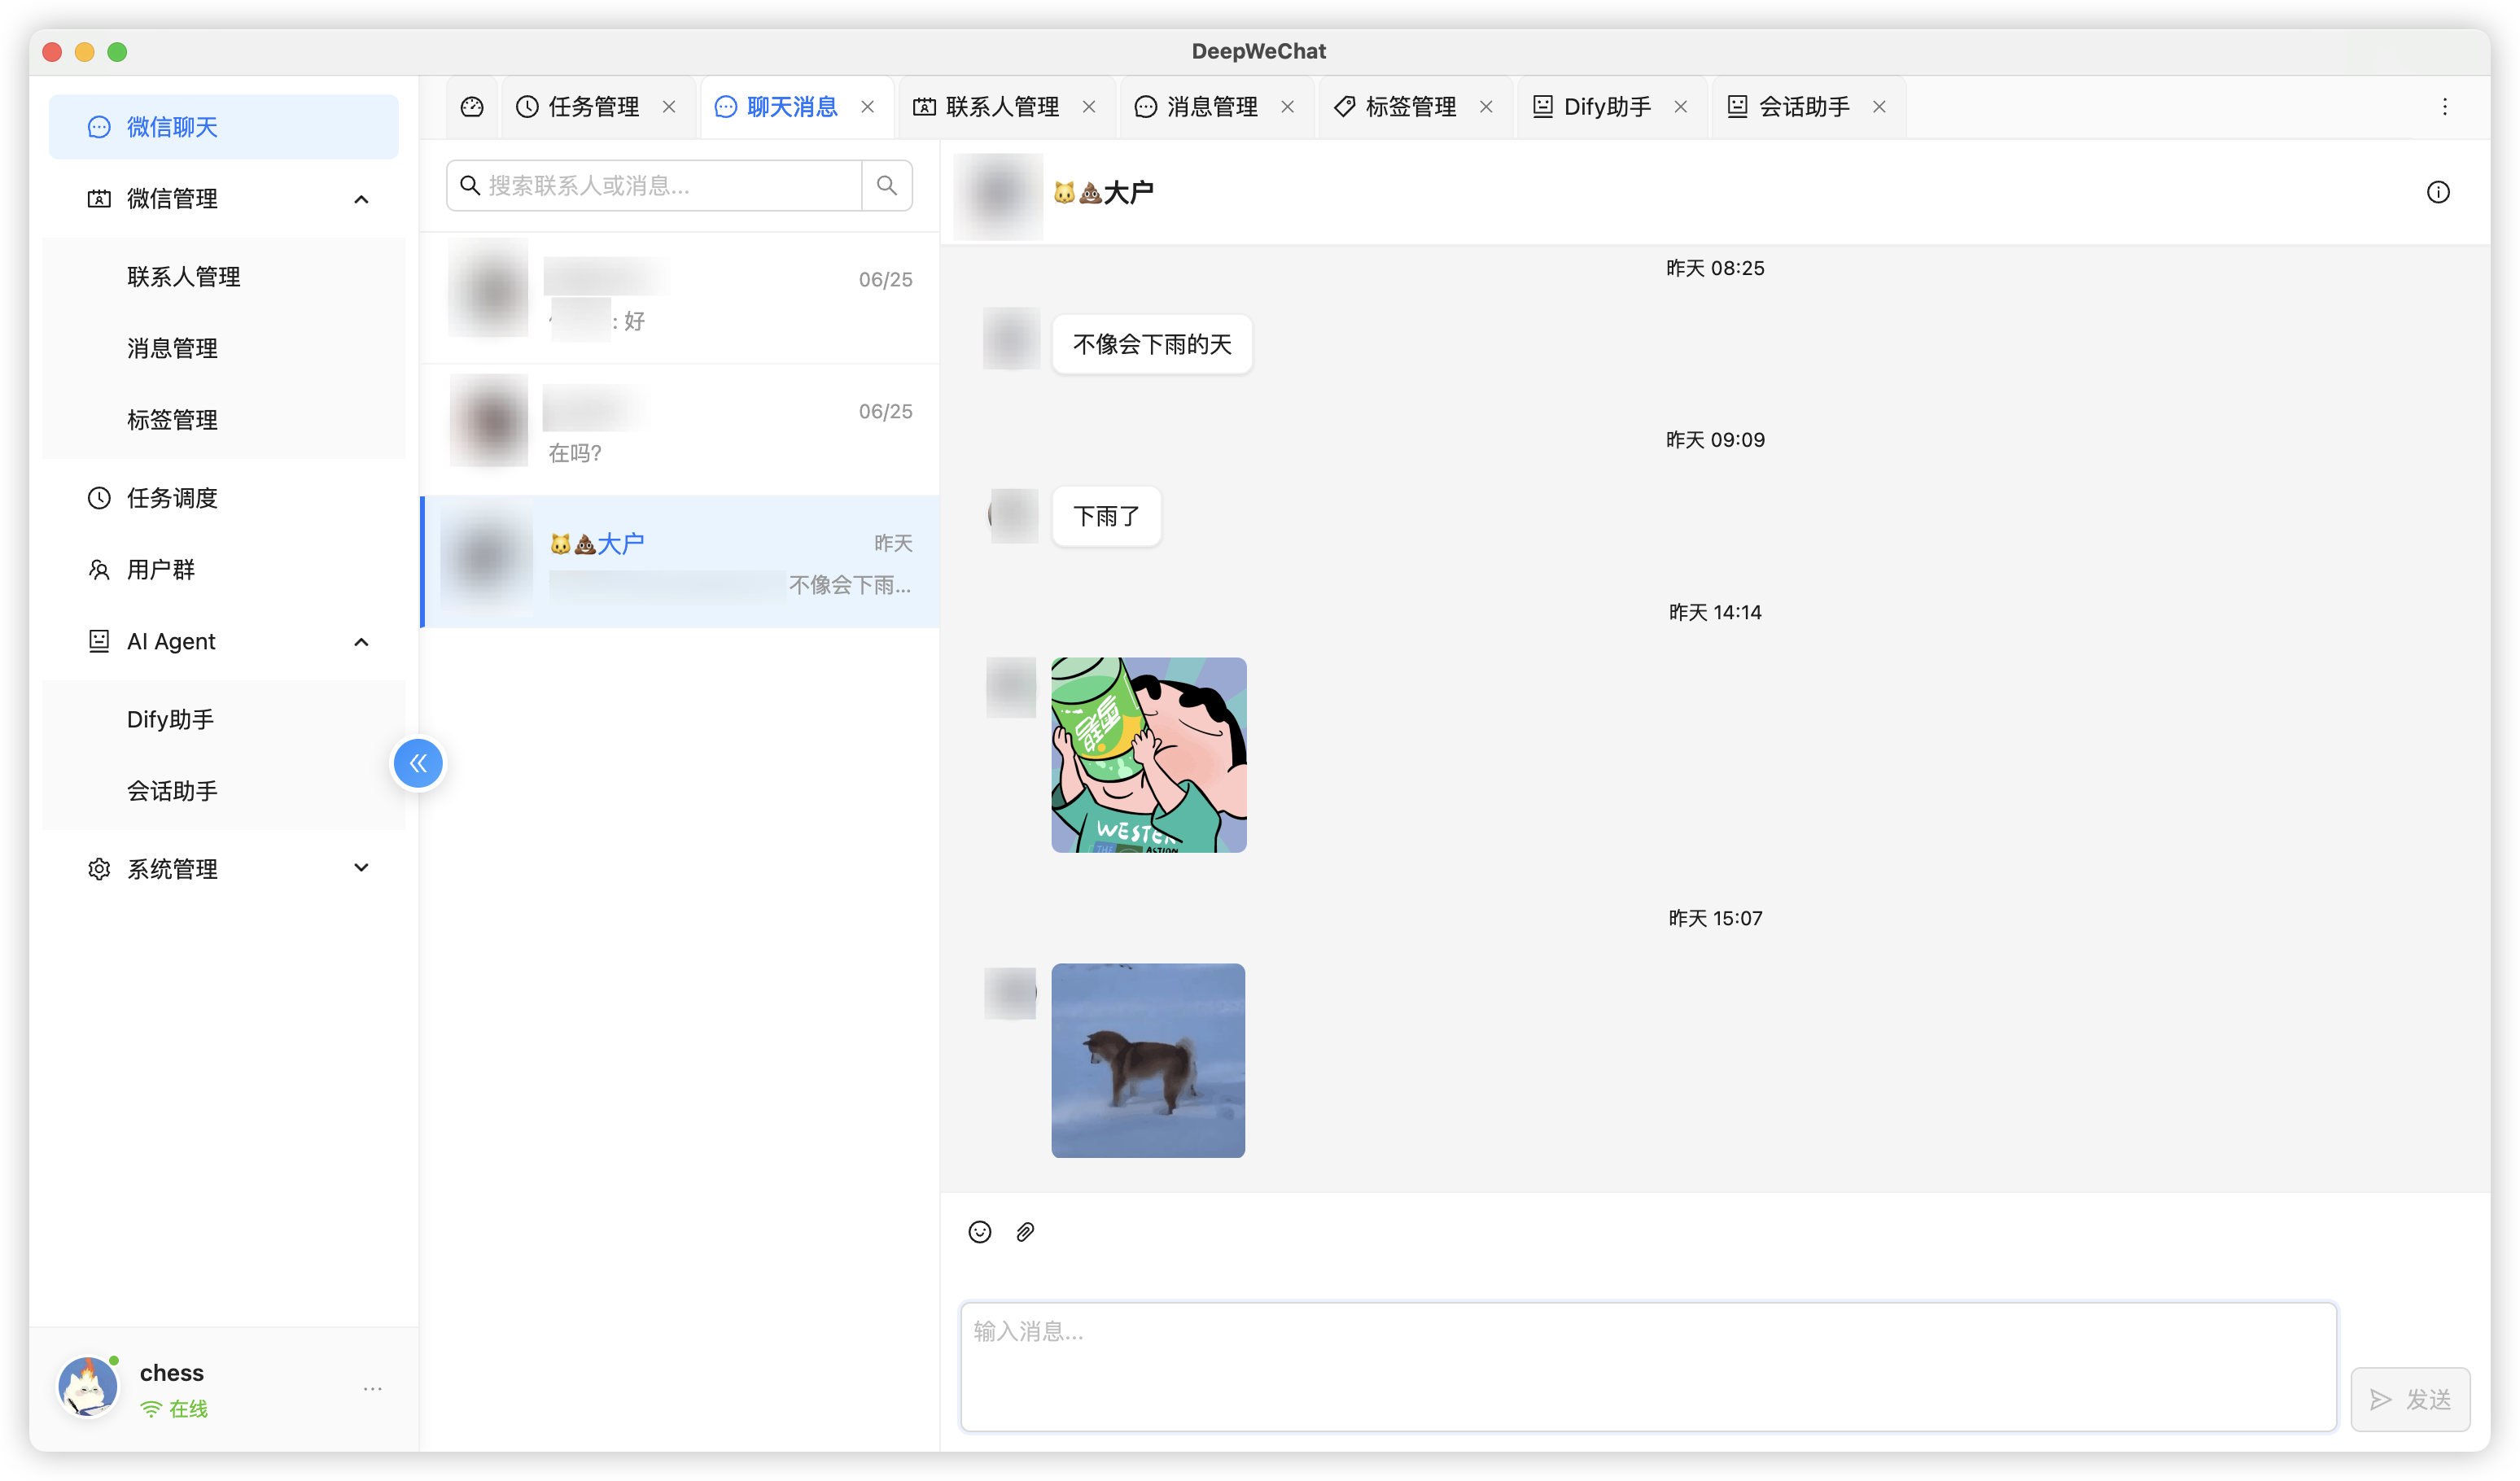 DeepWeChat
微信聊天
微信管理
联系人管理
消息管理
标签管理
任务调度
用户群
AI Agent
Dify助手
会话助手
系统管理
chess
在线
任务管理
聊天消息
联系人管理
消息管理
标签管理
Dify助手
会话助手
搜索联系人或消息...
06/25
: 好
06/25
在吗?
🐱💩大户
昨天
不像会下雨...
🐱💩大户
昨天 08:25
不像会下雨的天
昨天 09:09
下雨了
昨天 14:14
雪碧
WESTER
THE
ASTION
昨天 15:07
输入消息...
发送